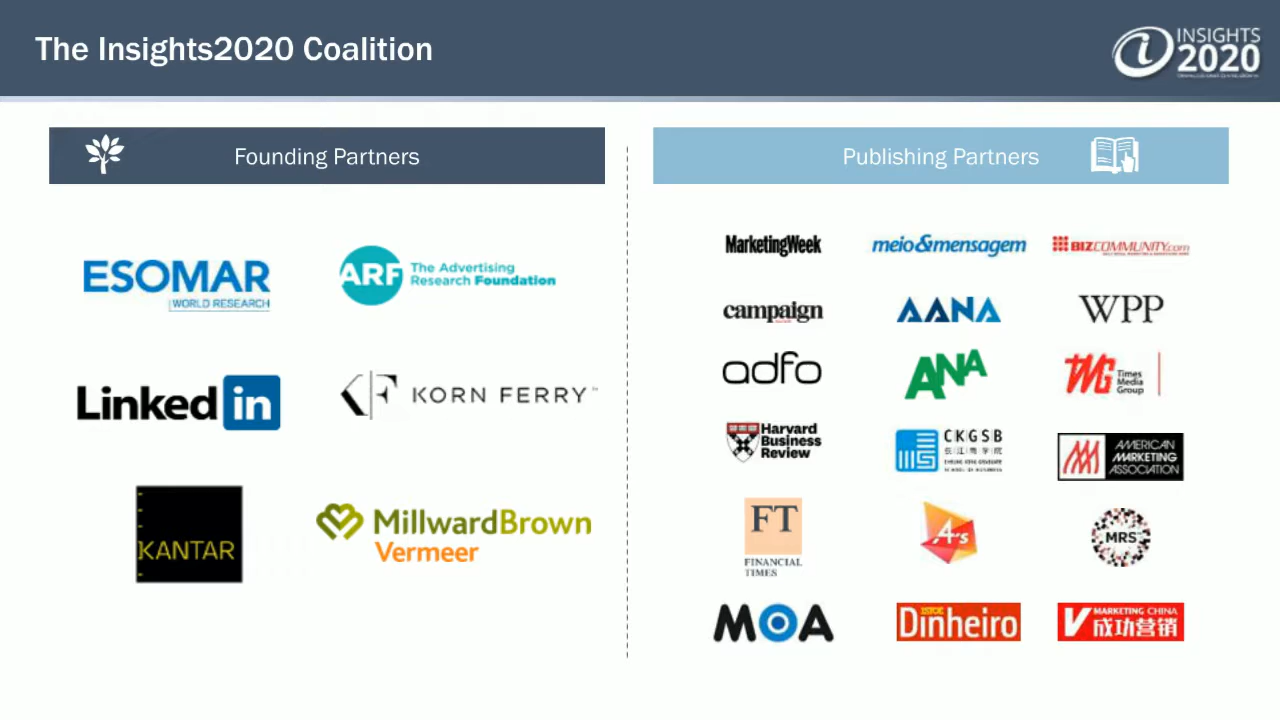 The Insights2020 Coalition
INSIGHTS
2020
Founding Partners
Publishing Partners
ESOMAR
WORLD RESEARCH
ARF
The Advertising
Research Foundation
Linked in
KORN FERRY
KANTAR
MillwardBrown
Vermeer
MarketingWeek
meio&mensagem
BIZCOMMUNITY.com
campaign
AANA
WPP
adfo
ANA
TMG
Times
Media
Group
Harvard
Business
Review
CKGSB
AMERICAN
MARKETING
ASSOCIATION
FT
FINANCIAL
TIMES
4A's
MRS
MOA
Dinheiro
V
MARKETING CHINA
成功营销